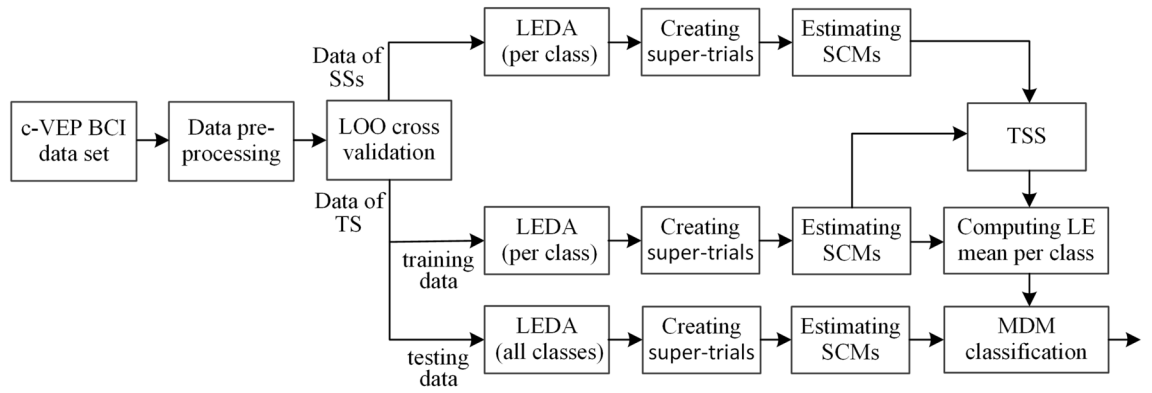 c-VEP BCI
data set
Data pre-
processing
LOO cross
validation
Data of
SSs
LEDA
(per class)
Creating
super-trials
Estimating
SCMs
TSS
Data of
TS
training
data
LEDA
(per class)
Creating
super-trials
Estimating
SCMs
Computing LE
mean per class
testing
data
LEDA
(all classes)
Creating
super-trials
Estimating
SCMs
MDM
classification